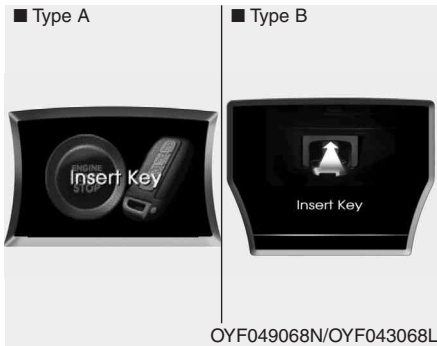 ■ Type A
■ Type B
ENGINE
STOP
Insert Key
Insert Key
OYF049068N/OYF043068L